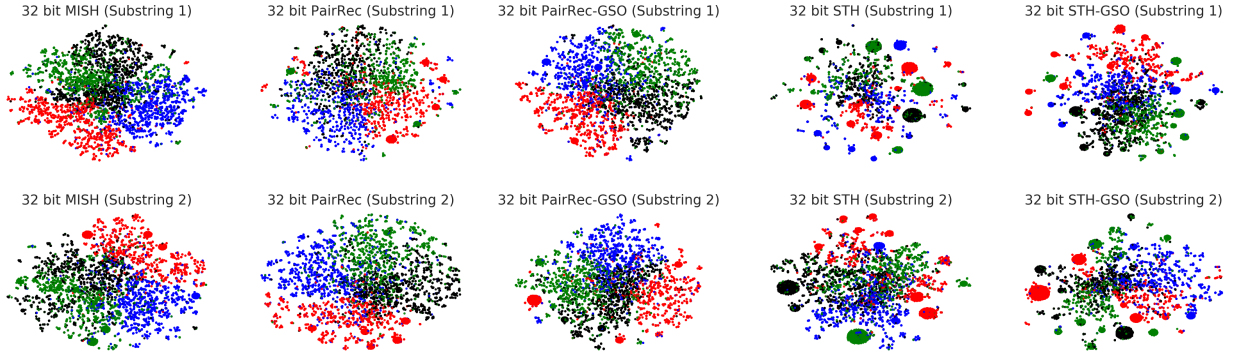 32 bit MISH (Substring 1)
32 bit PairRec (Substring 1)
32 bit PairRec-GSO (Substring 1)
32 bit STH (Substring 1)
32 bit STH-GSO (Substring 1)
32 bit MISH (Substring 2)
32 bit PairRec (Substring 2)
32 bit PairRec-GSO (Substring 2)
32 bit STH (Substring 2)
32 bit STH-GSO (Substring 2)